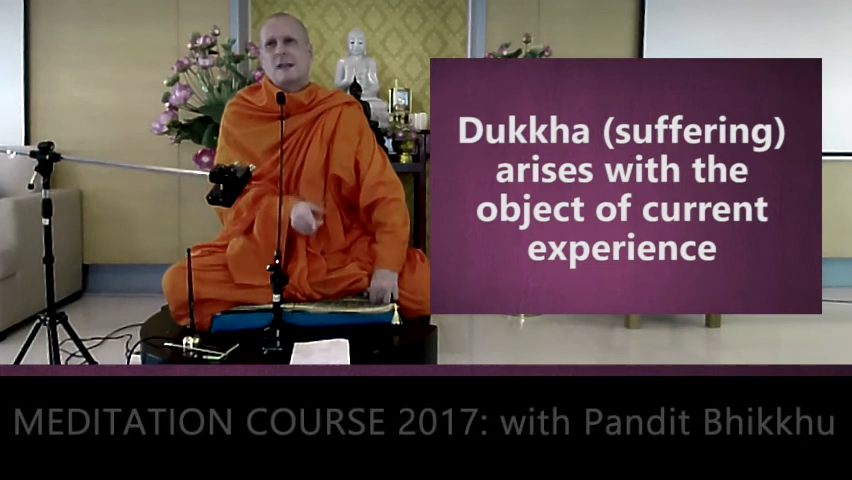 Dukkha (suffering)
arises with the
object of current
experience
MEDITATION COURSE 2017: with Pandit Bhikkhu